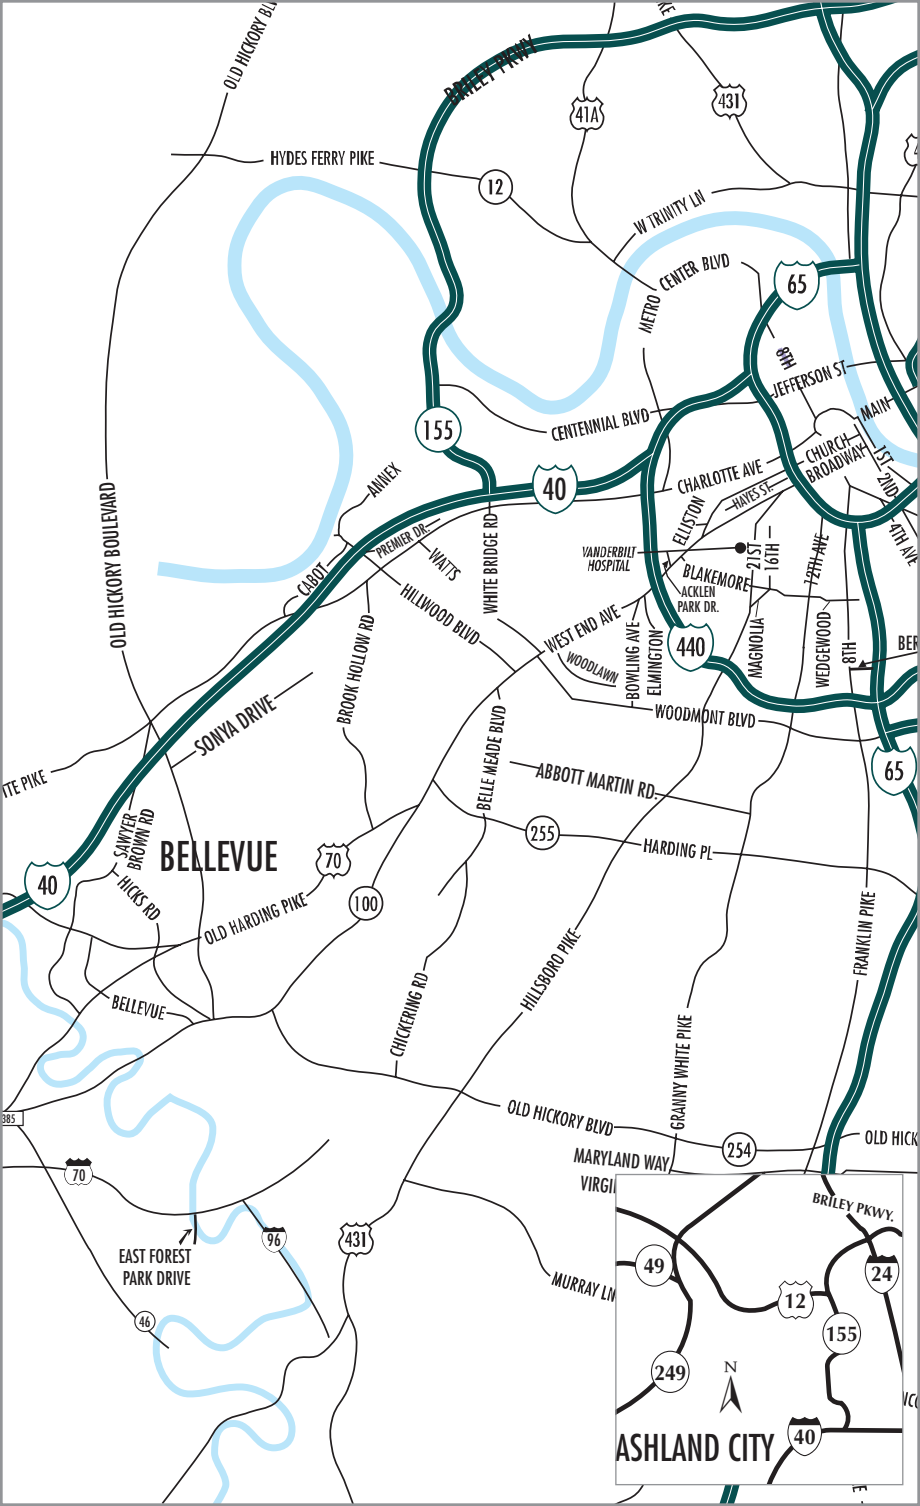 OLD HICKORY BL
BRILEY PKWY
41A
431
HYDES FERRY PIKE
12
W TRINITY LN
METRO CENTER BLVD
65
8TH
JEFFERSON ST
MAIN
155
CENTENNIAL BLVD
CHURCH
BROADWAY
1ST
2ND
4TH AVE
CHARLOTTE AVE
HAYES ST.
ELLISTON
40
ANNEX
PREMIER DR.
WATTS
CABOT
WHITE BRIDGE RD
VANDERBILT
HOSPITAL
21ST
16TH
12TH AVE
BLAKEMORE
ACKLEN
PARK DR.
OLD HICKORY BOULEVARD
HILLWOOD BLVD
WEST END AVE
BROOK HOLLOW RD
WOODLAWN
BOWLING AVE
ELMINGTON
440
MAGNOLIA
WEDGEWOOD
8TH
BER
SONYA DRIVE
BELLE MEADE BLVD
WOODMONT BLVD
65
ITE PIKE
ABBOTT MARTIN RD.
SAWYER
BROWN RD
BELLEVUE
70
255
HARDING PL
40
HICKS RD
100
OLD HARDING PIKE
FRANKLIN PIKE
HILLSBORO PIKE
CHICKERING RD
BELLEVUE
GRANNY WHITE PIKE
385
OLD HICKORY BLVD
254
OLD HICK
MARYLAND WAY
VIRGI
70
96
431
EAST FOREST
PARK DRIVE
46
MURRAY LN
BRILEY PKWY.
49
24
12
155
249
N
ASHLAND CITY
40